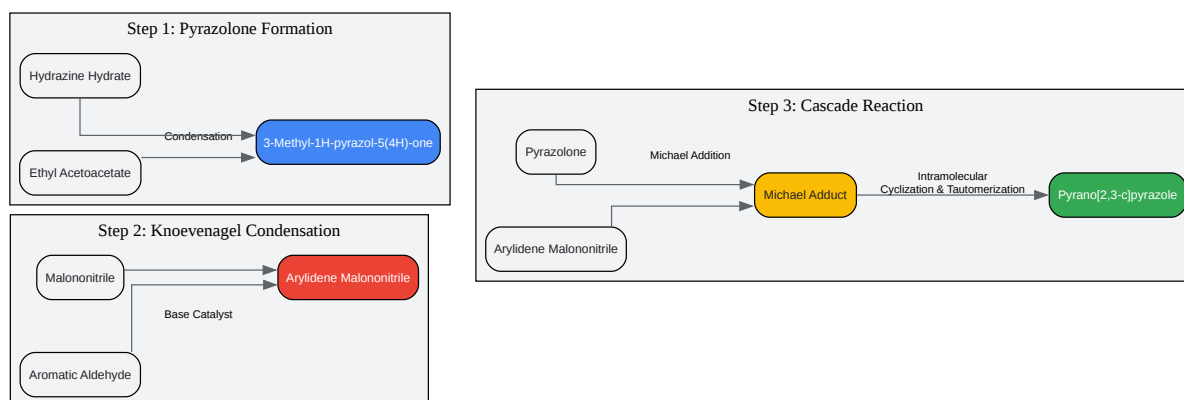 Step 1: Pyrazolone Formation
Hydrazine Hydrate
Condensation
3-Methyl-1H-pyrazol-5(4H)-one
Ethyl Acetoacetate
Step 2: Knoevenagel Condensation
Malononitrile
Arylidene Malononitrile
Base Catalyst
Aromatic Aldehyde
Step 3: Cascade Reaction
Pyrazolone
Michael Addition
Michael Adduct
Intramolecular
Cyclization & Tautomerization
Pyrano[2,3-c]pyrazole
Arylidene Malononitrile